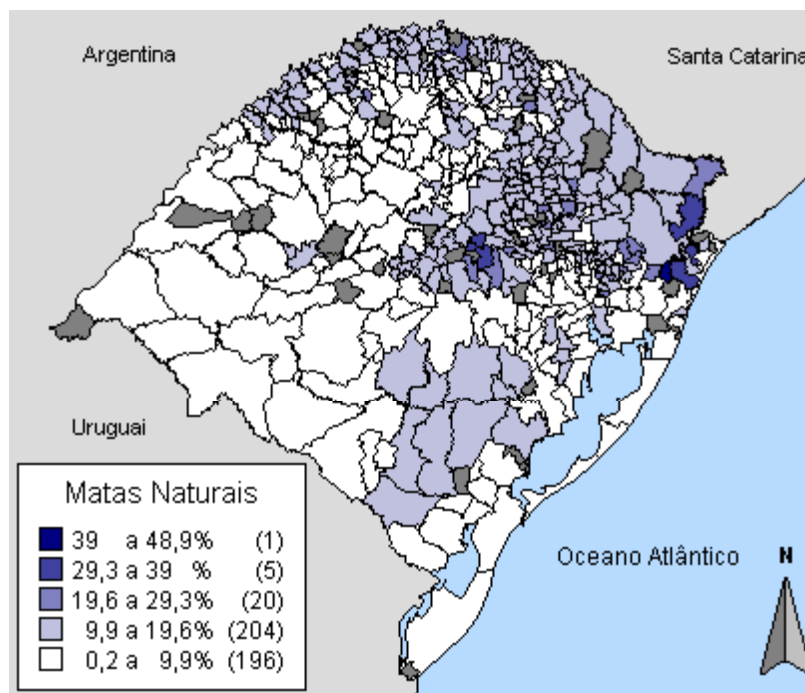 Argentina
Santa Catarina
Uruguai
Matas Naturais
39 a 48,9% (1)
29,3 a 39 % (5)
19,6 a 29,3% (20)
9,9 a 19,6% (204)
0,2 a 9,9% (196)
Oceano Atlântico
N